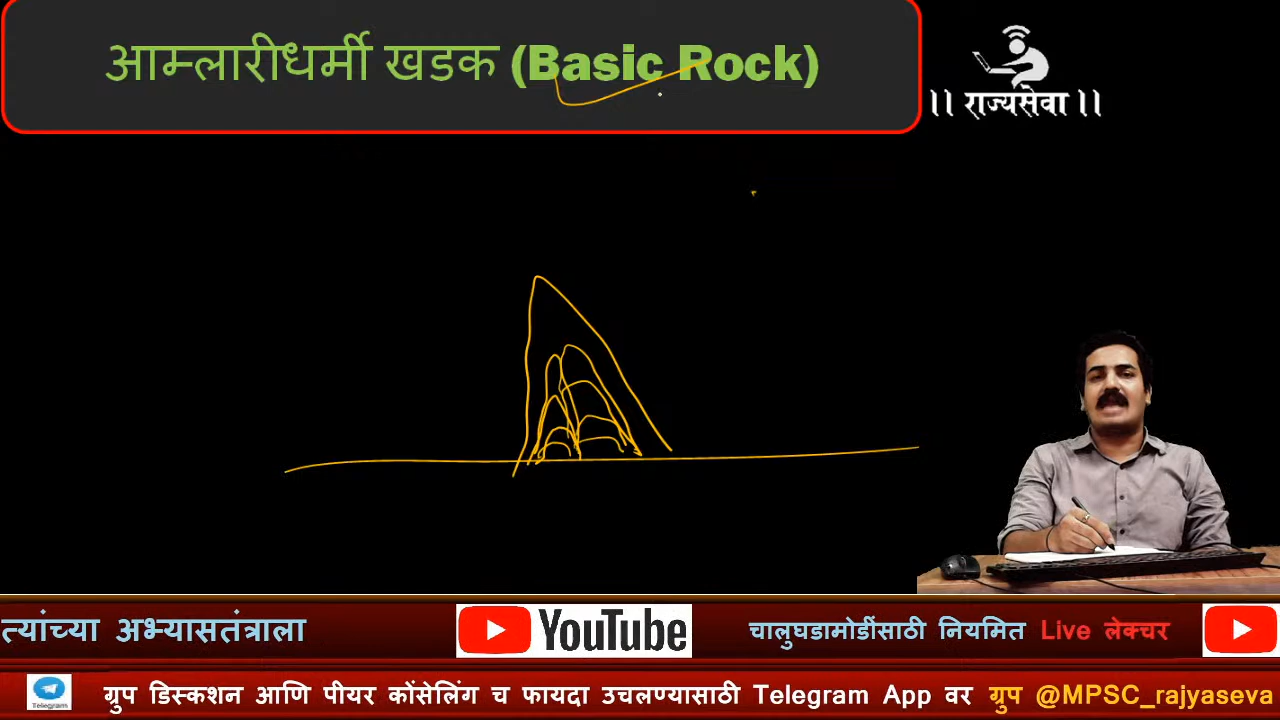 आम्लारीधर्मी खडक (Basic Rock)
।। राज्यसेवा ।।
त्यांच्या अभ्यासतंत्राला YouTube चालुघडामोडींसाठी नियमित Live लेक्चर
Telegram ग्रुप डिस्कशन आणि पीयर कोंसेलिंग च फायदा उचलण्यासाठी Telegram App वर ग्रुप @MPSC_rajyaseva